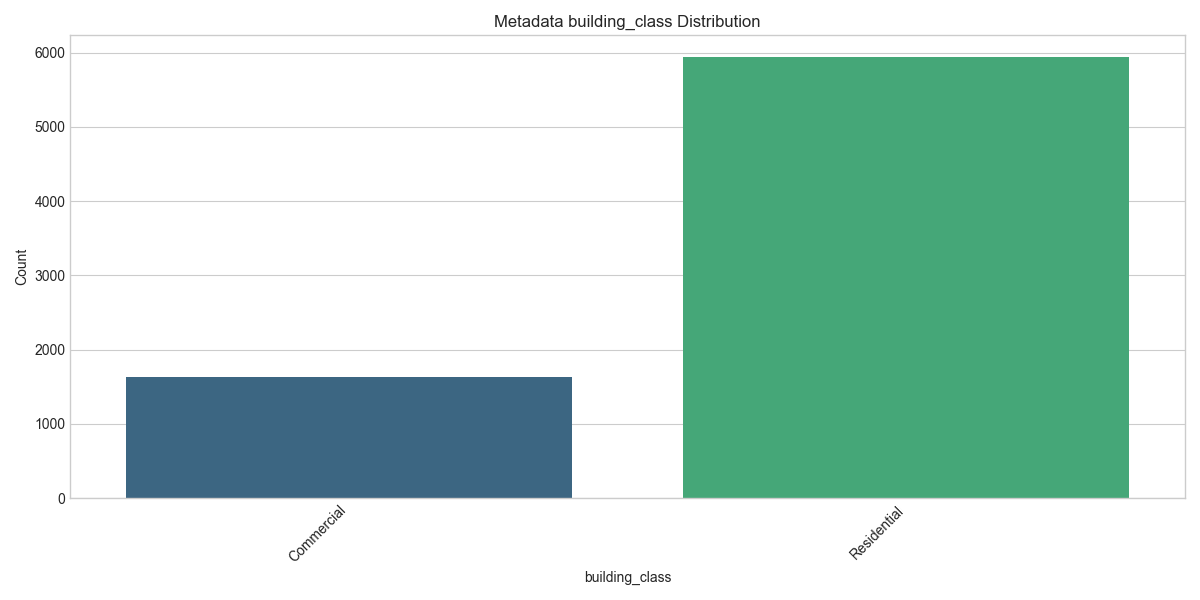 Metadata building_class Distribution
6000
5000
4000
3000
2000
1000
0
Count
Commercial
Residential
building_class